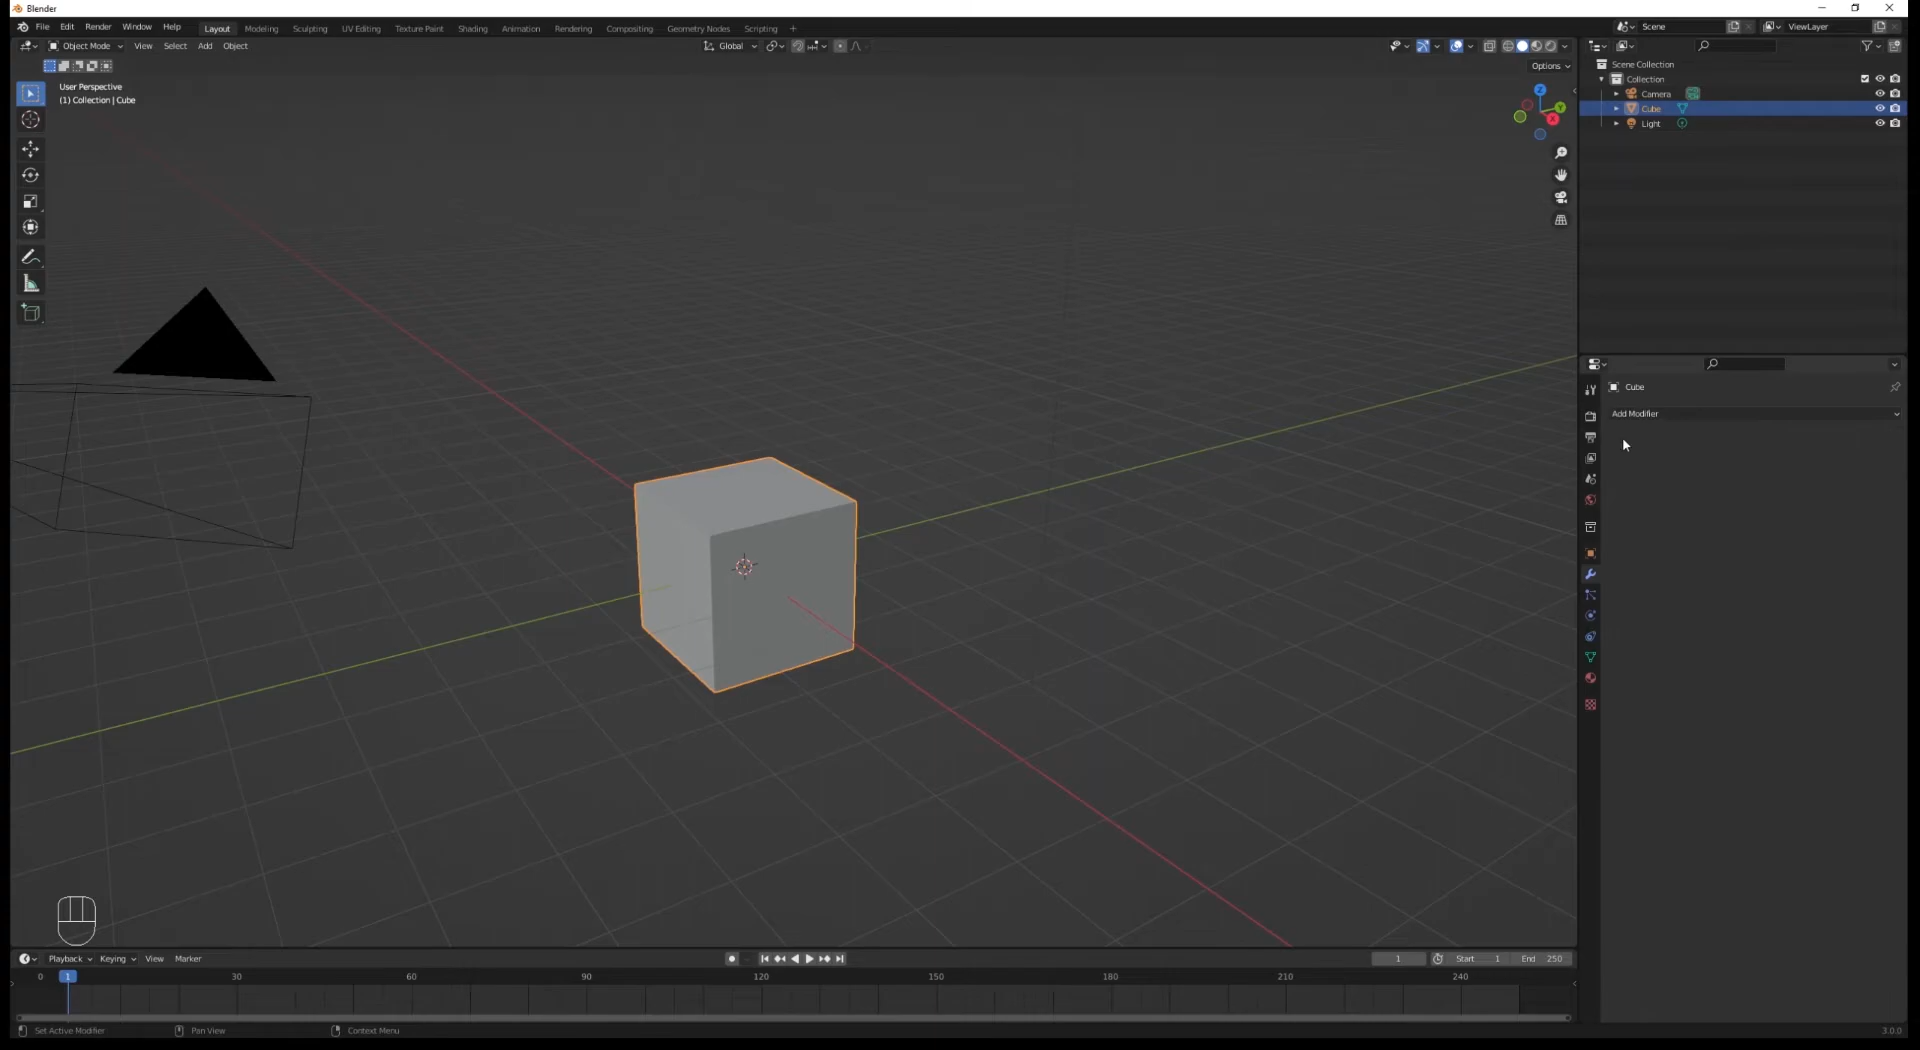 Blender
File Edit Render Window Help Layout Modeling Sculpting UV Editing Texture Paint Shading Animation Rendering Compositing Geometry Nodes Scripting + Scene ViewLayer
Object Mode View Select Add Object Global
Options
User Perspective
(1) Collection | Cube
Z
Y
X
Scene Collection
Collection
Camera
Cube
Light
Cube
Add Modifier
Playback Keying View Marker 1 Start 1 End 250
0 1 30 60 90 120 150 180 210 240
Set Active Modifier Pan View Context Menu 3.0.0